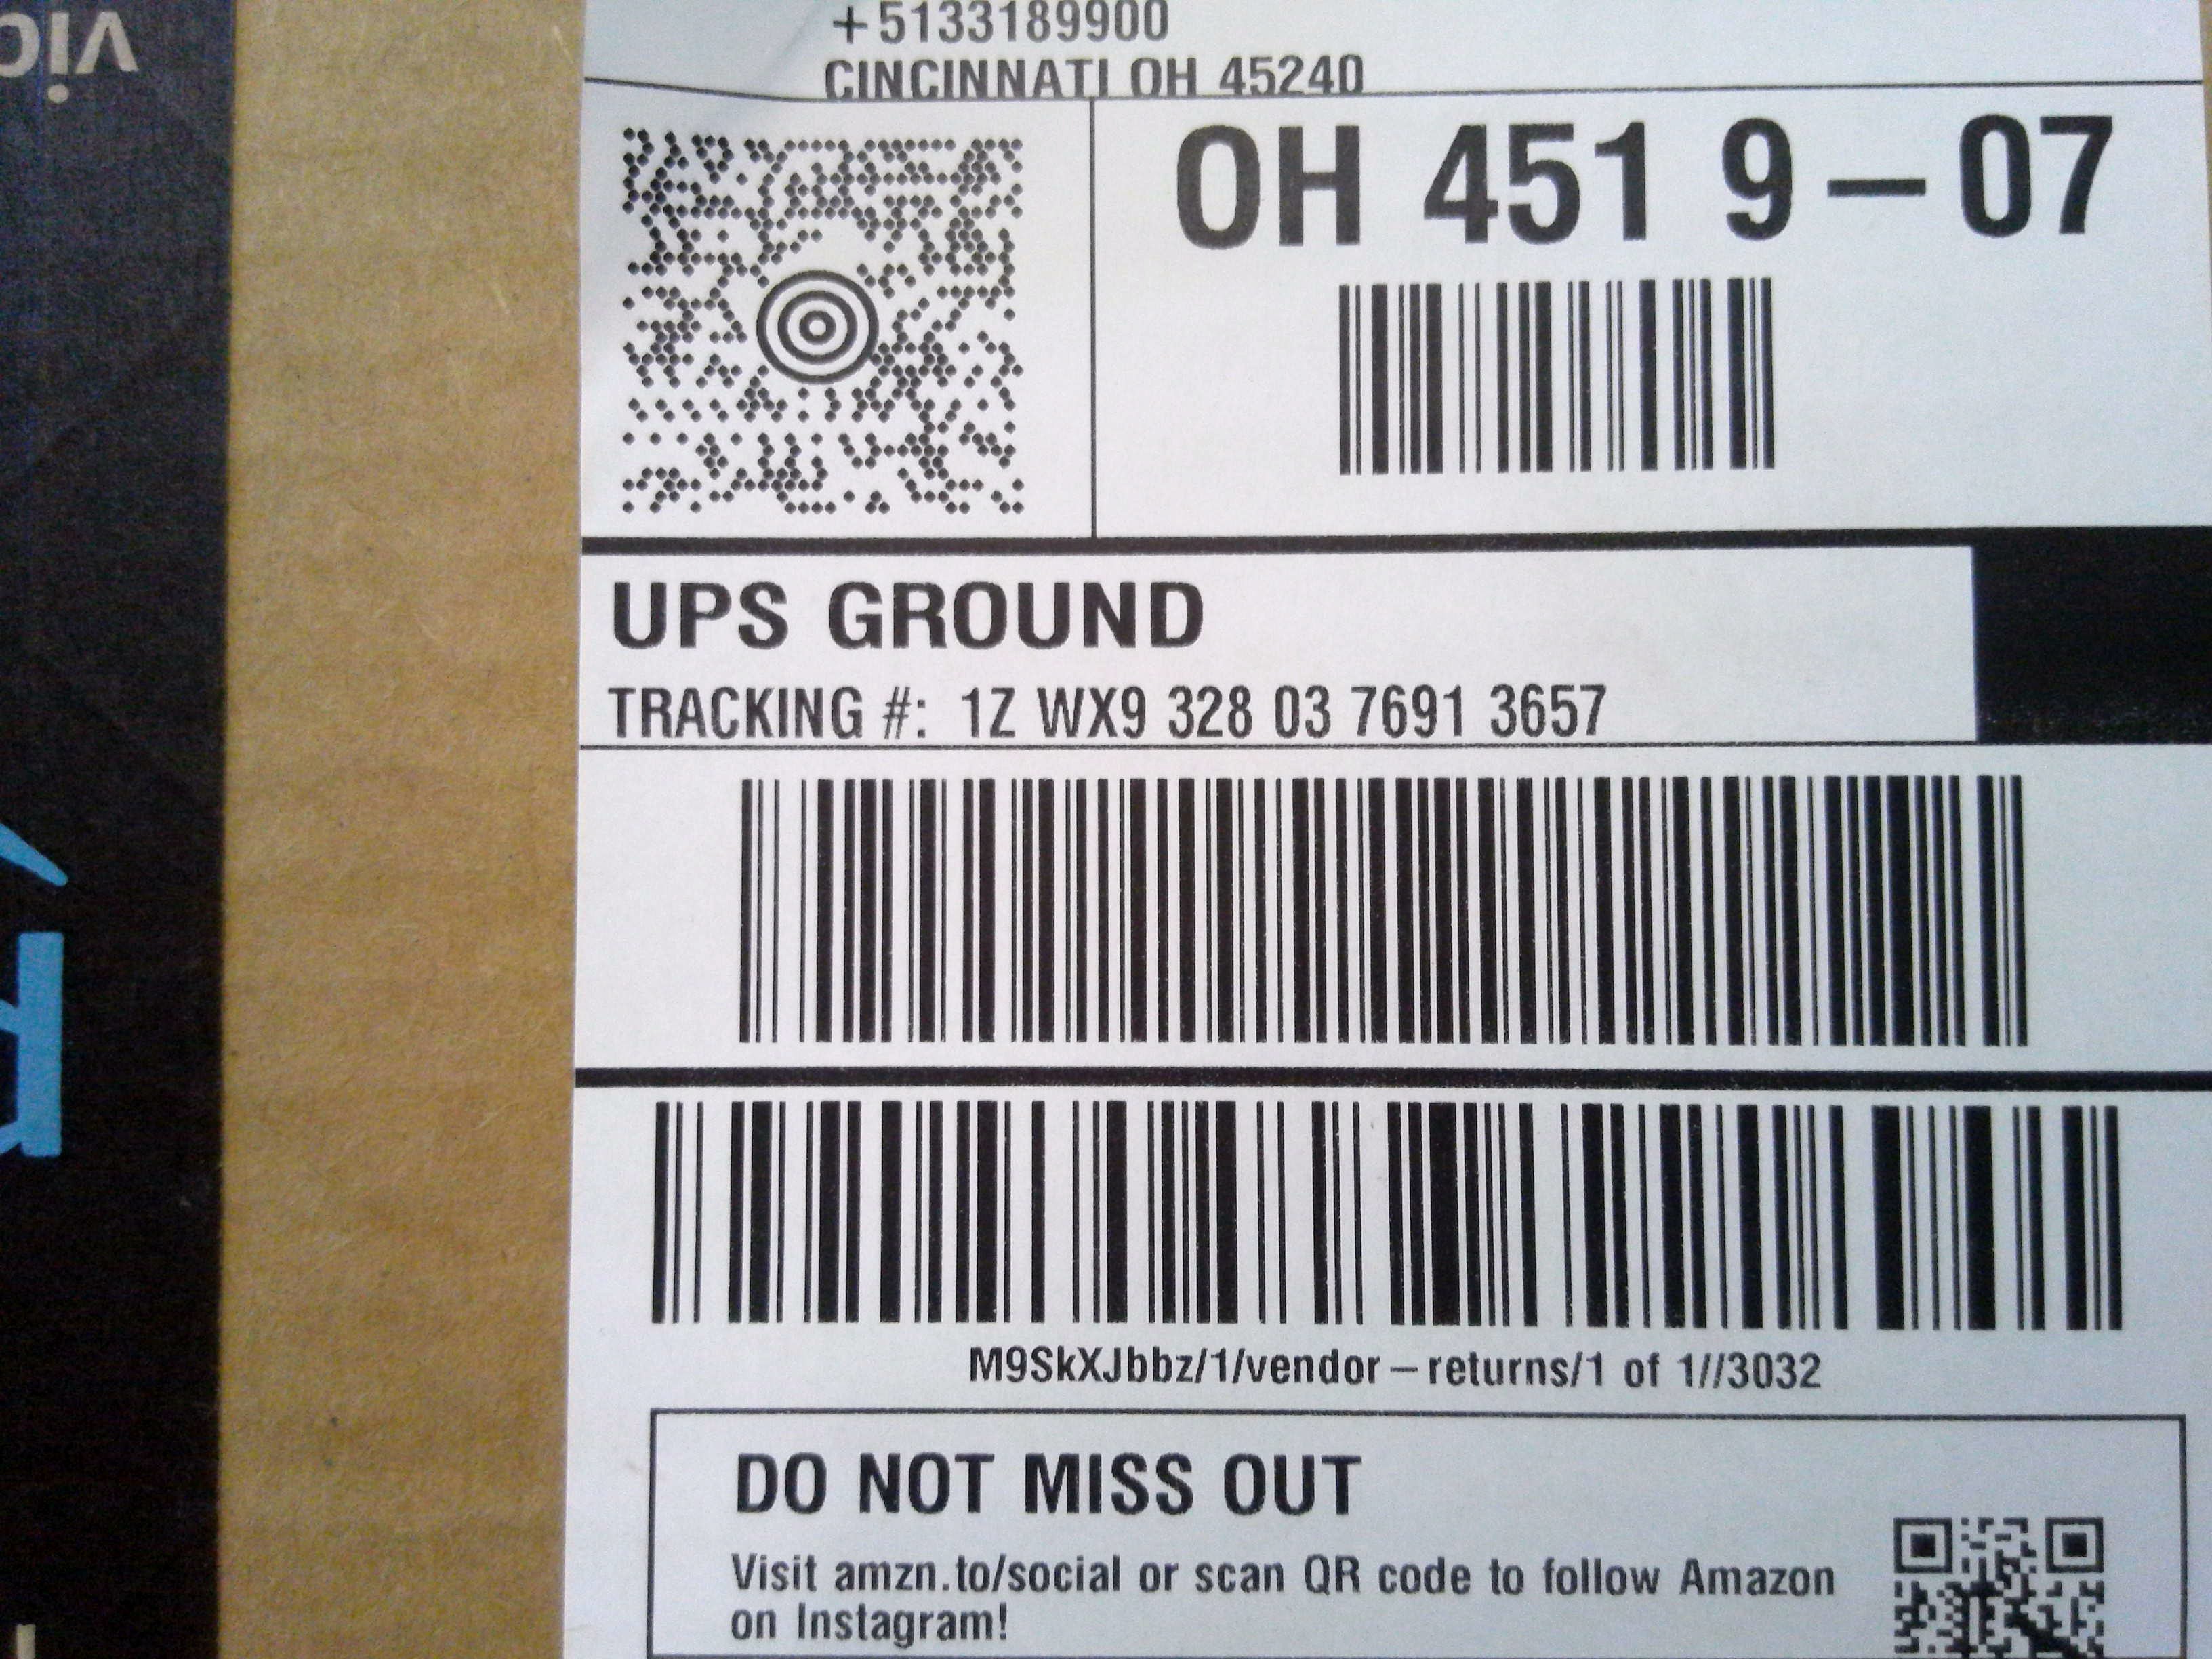 +5133189900
CINCINNATI OH 45240
OH 451 9-07
UPS GROUND
TRACKING #: 1Z WX9 328 03 7691 3657
M9SkXJbbz/1/vendor-returns/1 of 1//3032
DO NOT MISS OUT
Visit amzn.to/social or scan QR code to follow Amazon
on Instagram!